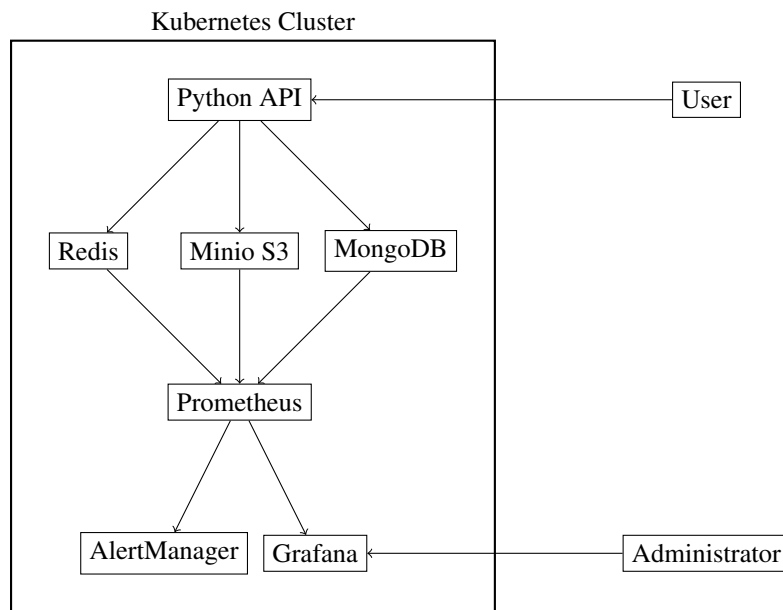 Kubernetes Cluster
Python API
User
Redis
Minio S3
MongoDB
Prometheus
AlertManager
Grafana
Administrator